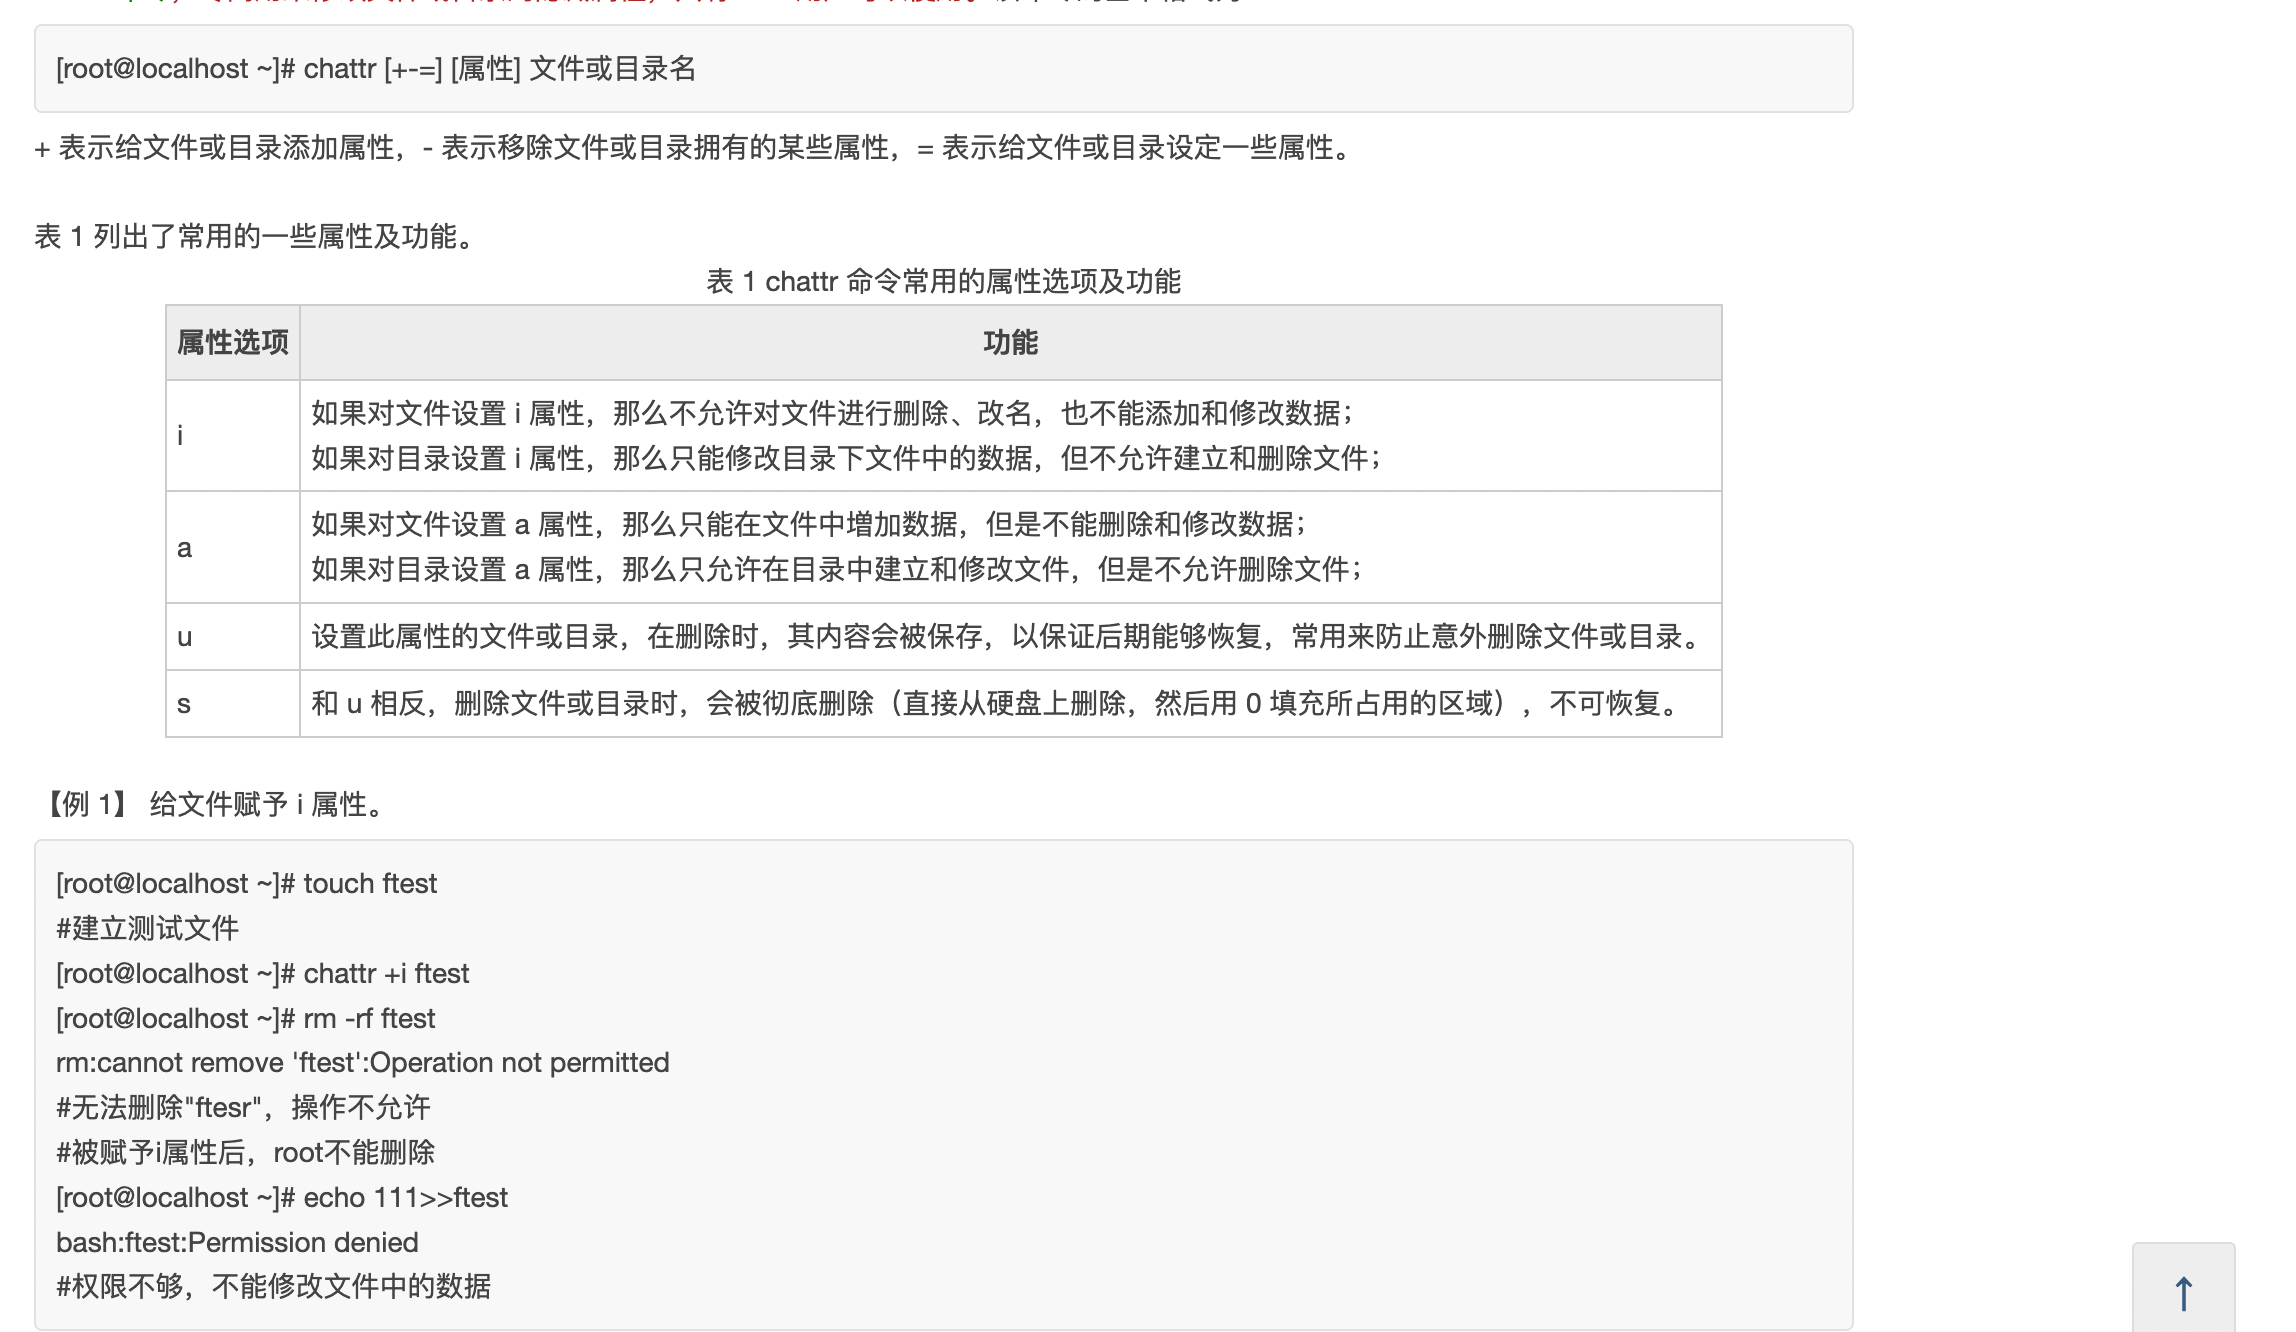 [root@localhost ~]# chattr [+-=] [属性] 文件或目录名
+ 表示给文件或目录添加属性，- 表示移除文件或目录拥有的某些属性，= 表示给文件或目录设定一些属性。
表 1 列出了常用的一些属性及功能。
表 1 chattr 命令常用的属性选项及功能
属性选项 功能
i
如果对文件设置 i 属性，那么不允许对文件进行删除、改名，也不能添加和修改数据；
如果对目录设置 i 属性，那么只能修改目录下文件中的数据，但不允许建立和删除文件；
a
如果对文件设置 a 属性，那么只能在文件中增加数据，但是不能删除和修改数据；
如果对目录设置 a 属性，那么只允许在目录中建立和修改文件，但是不允许删除文件；
u 设置此属性的文件或目录，在删除时，其内容会被保存，以保证后期能够恢复，常用来防止意外删除文件或目录。
s 和 u 相反，删除文件或目录时，会被彻底删除（直接从硬盘上删除，然后用 0 填充所占用的区域），不可恢复。
【例 1】 给文件赋予 i 属性。
[root@localhost ~]# touch ftest
#建立测试文件
[root@localhost ~]# chattr +i ftest
[root@localhost ~]# rm -rf ftest
rm:cannot remove 'ftest':Operation not permitted
#无法删除"ftesr"，操作不允许
#被赋予i属性后，root不能删除
[root@localhost ~]# echo 111>>ftest
bash:ftest:Permission denied
#权限不够，不能修改文件中的数据
↑